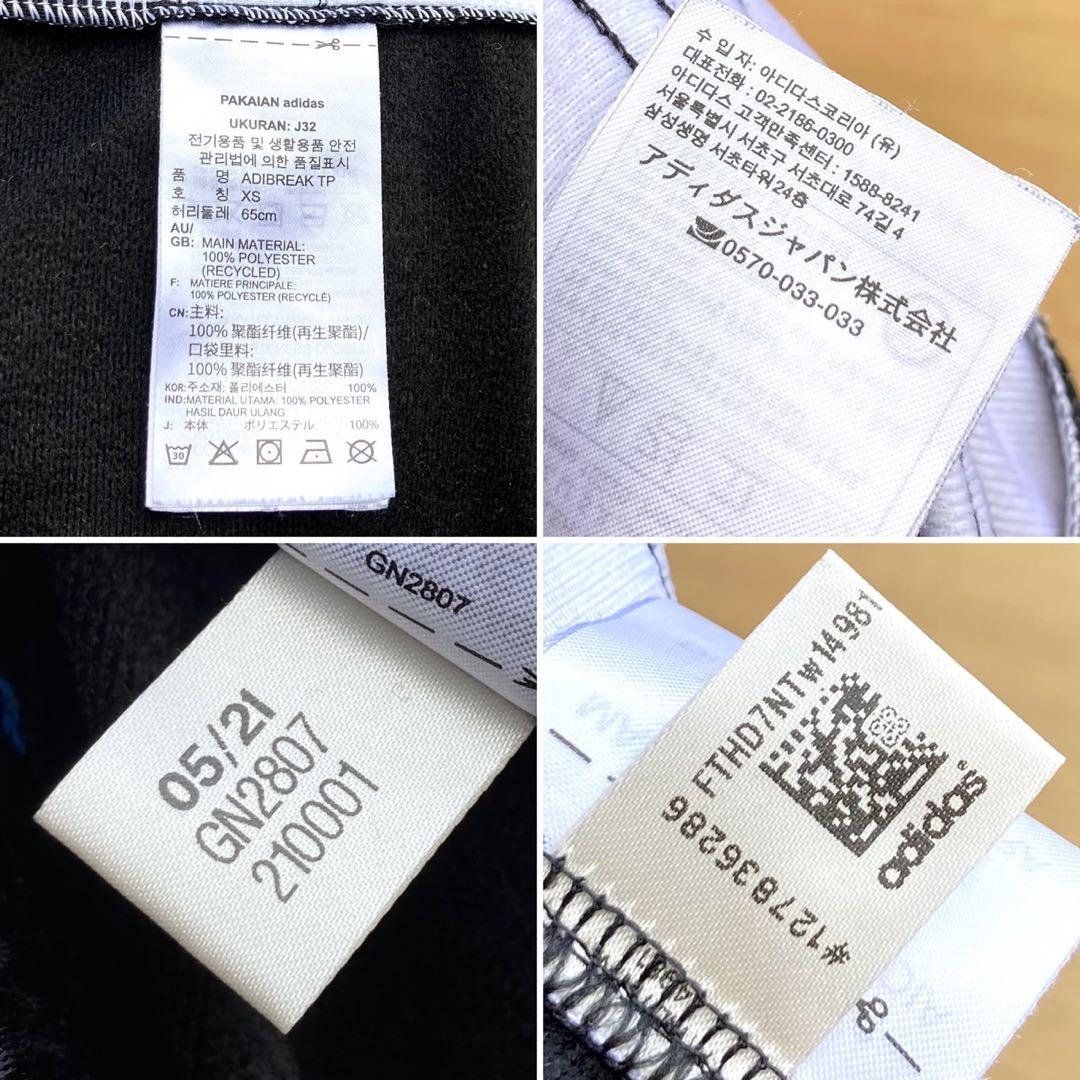 PAKAIAN adidas
UKURAN: J32
전기용품 및 생활용품 안전
관리법에 의한 품질표시
품 명 ADIBREAK TP
호 칭 XS
허리둘레 65cm
AU/
GB: MAIN MATERIAL:
100% POLYESTER
(RECYCLED)
F: MATIERE PRINCIPALE:
100% POLYESTER (RECYCLÉ)
CN:主料:
100% 聚酯纤维(再生聚酯)/
口袋里料:
100% 聚酯纤维(再生聚酯)
KOR:주소재: 폴리에스터 100%
IND:MATERIAL UTAMA: 100% POLYESTER
HASIL DAUR ULANG
J: 本体 ポリエステル 100%
30
수 입 자: 아디다스코리아 (유)
대표전화 : 02-2186-0300
아디다스 고객만족센터 : 1588-8241
서울특별시 서초구 서초대로 74길 4
삼성생명 서초타워 24층
アディダスジャパン株式会社
0570-033-033
GN2807
05/21
GN2807
210001
FTHD7NTW1498T
adidas®
#1278336286